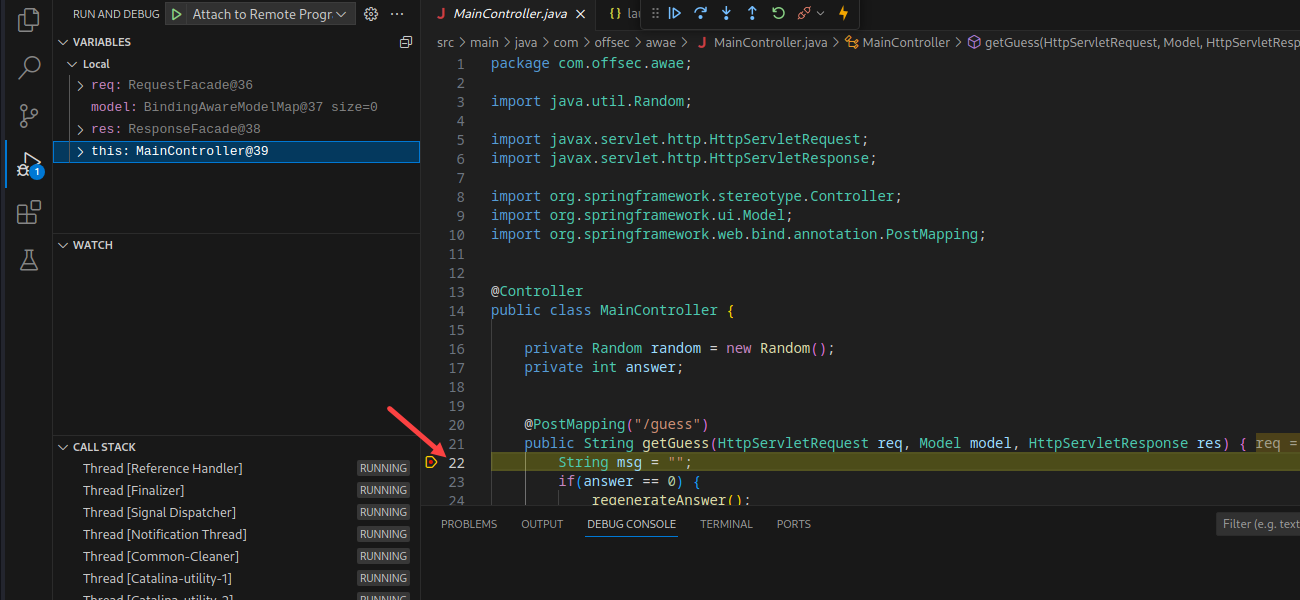 RUN AND DEBUG Attach to Remote Progr
VARIABLES
Local
req: RequestFacade@36
model: BindingAwareModelMap@37 size=0
res: ResponseFacade@38
this: MainController@39
1
WATCH
CALL STACK
Thread [Reference Handler] RUNNING
Thread [Finalizer] RUNNING
Thread [Signal Dispatcher] RUNNING
Thread [Notification Thread] RUNNING
Thread [Common-Cleaner] RUNNING
Thread [Catalina-utility-1] RUNNING
Thread [Catalina-utility-2] RUNNING
J MainController.java {} lau
src > main > java > com > offsec > awae > J MainController.java > MainController > getGuess(HttpServletRequest, Model, HttpServletResp
1 package com.offsec.awae;
2
3 import java.util.Random;
4
5 import javax.servlet.http.HttpServletRequest;
6 import javax.servlet.http.HttpServletResponse;
7
8 import org.springframework.stereotype.Controller;
9 import org.springframework.ui.Model;
10 import org.springframework.web.bind.annotation.PostMapping;
11
12
13 @Controller
14 public class MainController {
15
16 private Random random = new Random();
17 private int answer;
18
19
20 @PostMapping("/guess")
21 public String getGuess(HttpServletRequest req, Model model, HttpServletResponse res) { req =
22 String msg = "";
23 if(answer == 0) {
24 regenerateAnswer();
PROBLEMS OUTPUT DEBUG CONSOLE TERMINAL PORTS Filter (e.g. text